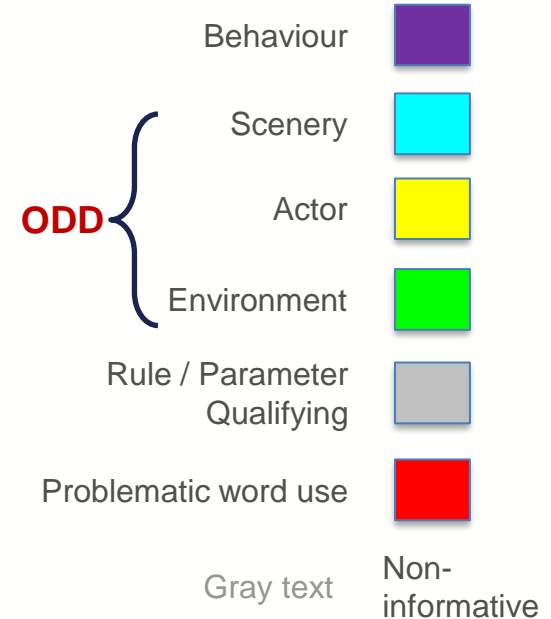 Behaviour
Scenery
Actor
ODD
Environment
Rule / Parameter
Qualifying
Problematic word use
Gray text
Non-
informative